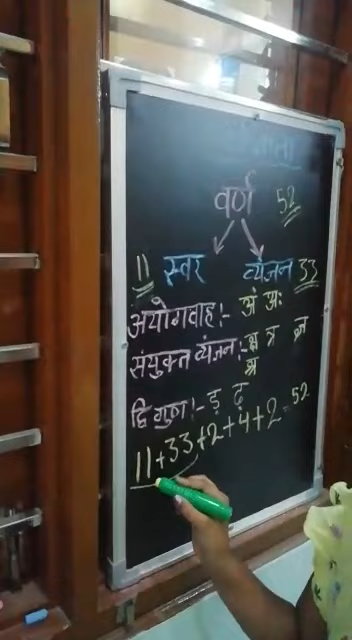 वर्ण 52
11 स्वर व्यंजन 33
अयोगवाह :- अं अः
संयुक्त व्यंजन :- क्ष त्र ज्ञ
श्र
द्वि गुण :- ड़ ढ़
11+33+2+4+2=52